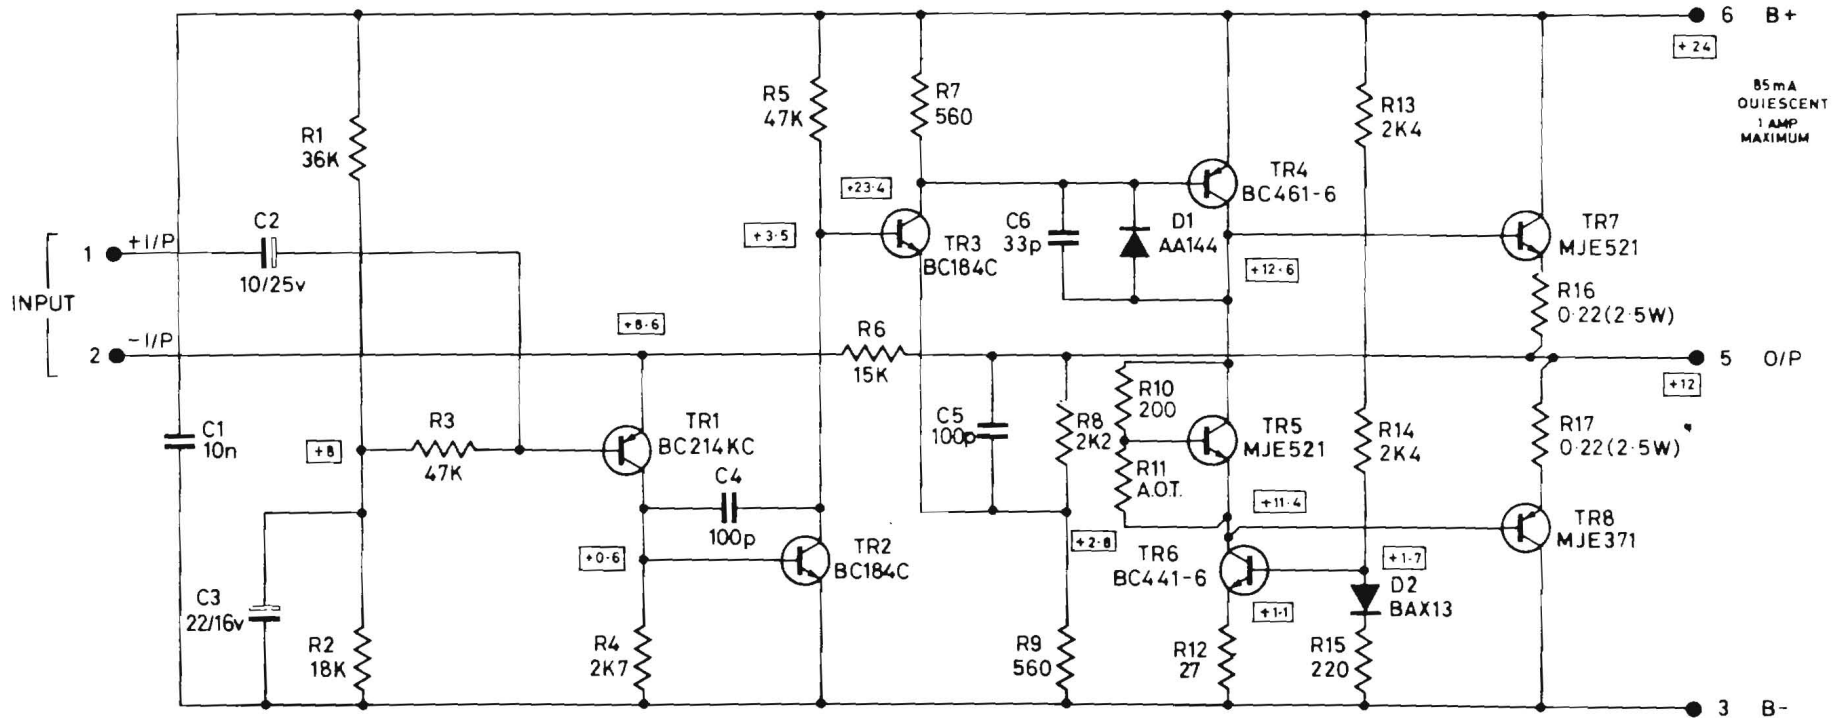 6 B+
+24
85mA
QUIESCENT
1 AMP
MAXIMUM
R1
36K
R5
47K
R7
560
R13
2K4
+23·4
TR4
BC461-6
C2
10/25v
1 +I/P
INPUT
2 -I/P
+3·5
TR3
BC184C
C6
33p
D1
AA144
+12·6
TR7
MJE521
R16
0·22(2·5W)
+8·6
R6
15K
5 O/P
+12
C1
10n
+8
R3
47K
TR1
BC214KC
C4
100p
C5
100p
R8
2K2
R10
200
R11
A.O.T.
TR5
MJE521
R14
2K4
R17
0·22(2·5W)
+11·4
+0·6
TR2
BC184C
+2·8
TR6
BC441-6
+1·7
D2
BAX13
TR8
MJE371
C3
22/16v
R2
18K
R4
2K7
R9
560
+1·1
R12
27
R15
220
3 B-